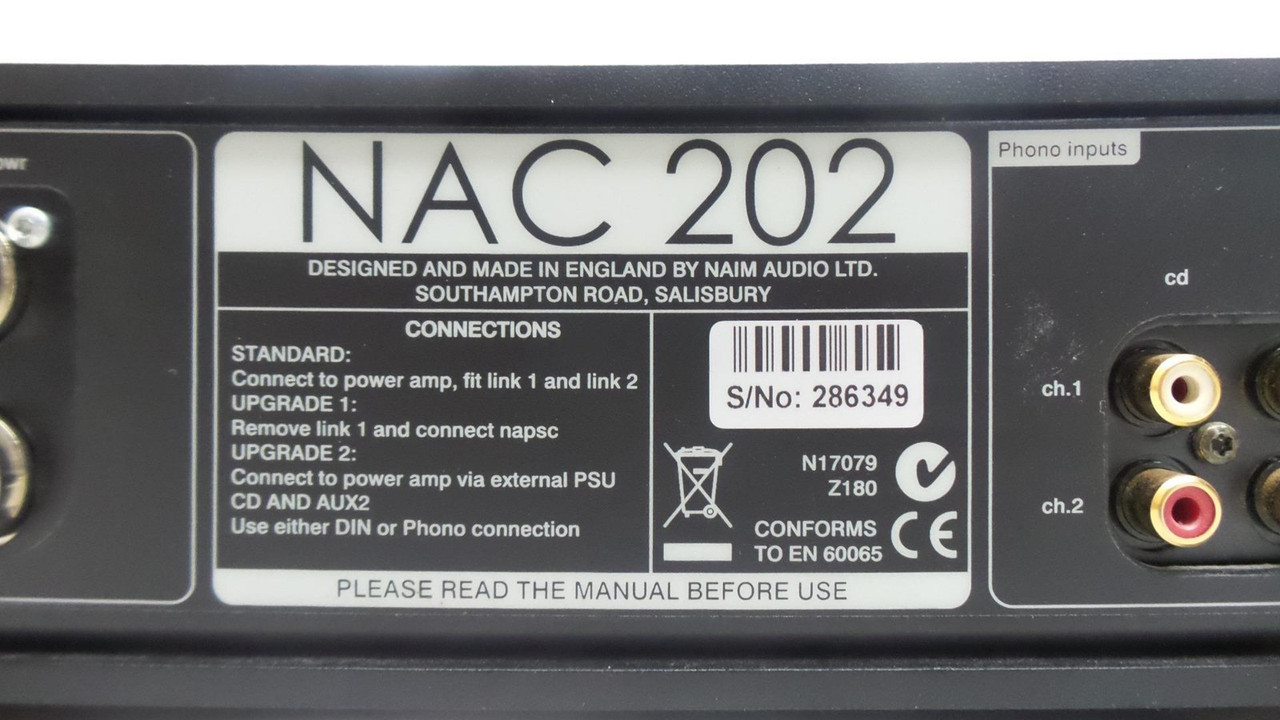 NAC 202
DESIGNED AND MADE IN ENGLAND BY NAIM AUDIO LTD.
SOUTHAMPTON ROAD, SALISBURY
CONNECTIONS
STANDARD:
Connect to power amp, fit link 1 and link 2
UPGRADE 1:
Remove link 1 and connect napsc
UPGRADE 2:
Connect to power amp via external PSU
CD AND AUX2
Use either DIN or Phono connection
S/No: 286349
N17079
Z180
CONFORMS
TO EN 60065
CE
PLEASE READ THE MANUAL BEFORE USE
Phono inputs
cd
ch.1
ch.2